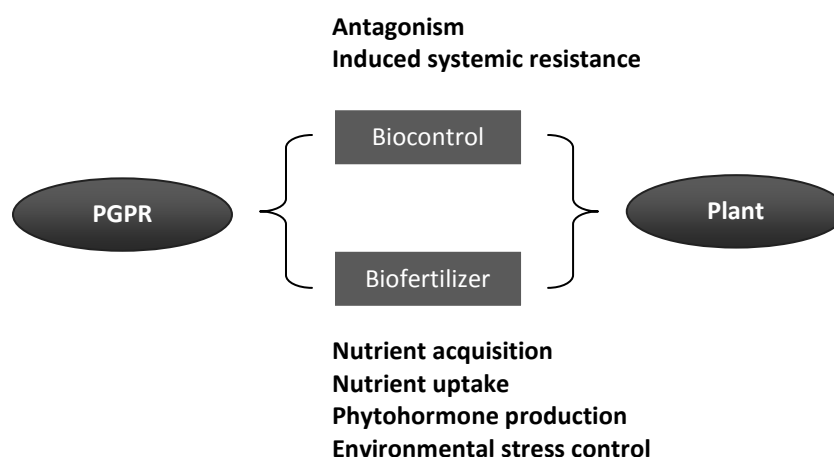 Antagonism
Induced systemic resistance
Biocontrol
PGPR
Plant
Biofertilizer
Nutrient acquisition
Nutrient uptake
Phytohormone production
Environmental stress control